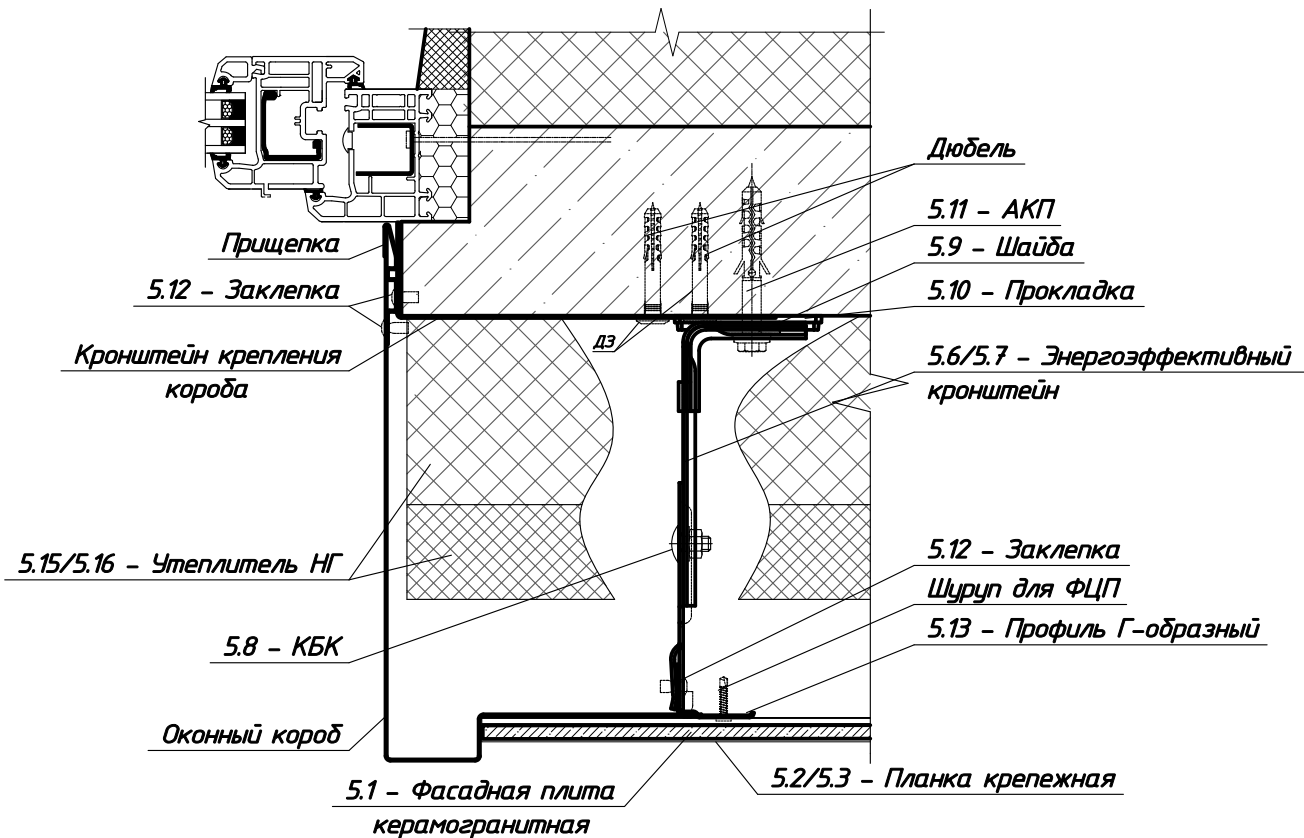 Дюбель
5.11 - АКП
5.9 - Шайба
5.10 - Прокладка
5.6/5.7 - Энергоэффективный
кронштейн
Прищепка
5.12 - Заклепка
Кронштейн крепления
короба
ДЗ
5.15/5.16 - Утеплитель НГ
5.8 - КБК
Оконный короб
5.12 - Заклепка
Шуруп для ФЦП
5.13 - Профиль Г-образный
5.1 - Фасадная плита
керамогранитная
5.2/5.3 - Планка крепежная